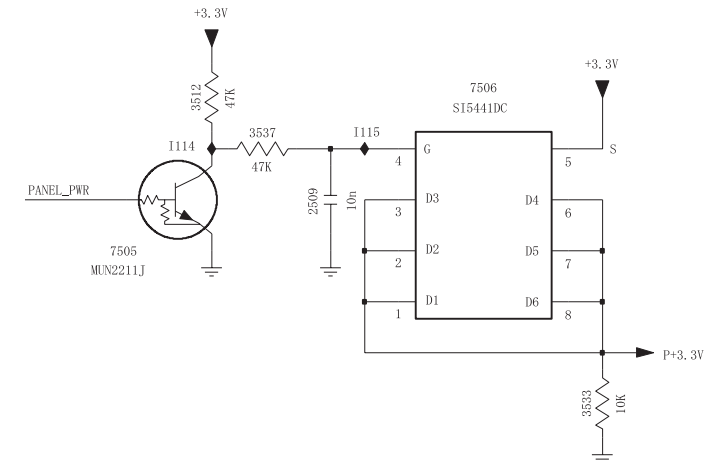 +3.3V
3512
47K
I114
3537
47K
I115
2509
10n
PANEL_PWR
7505
MUN2211J
7506
SI5441DC
+3.3V
4
G
5
S
3
D3
D4
6
2
D2
D5
7
1
D1
D6
8
P+3.3V
3533
10K